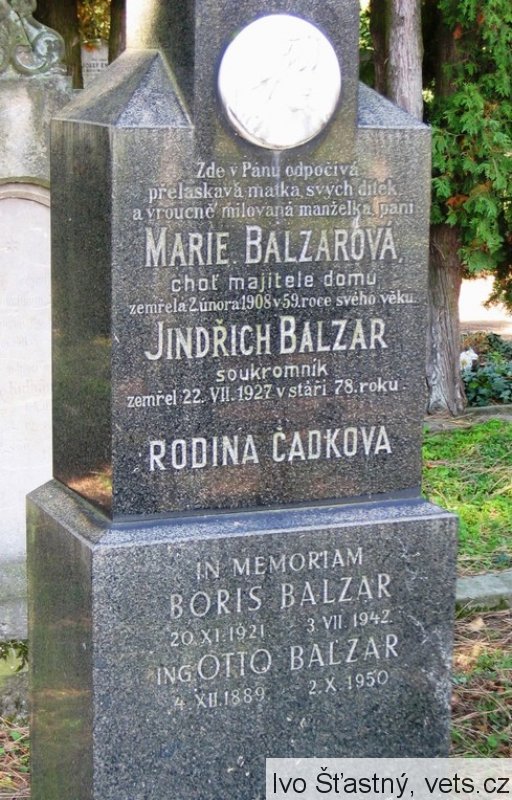 Zde v Pánu odpočívá
přelaskavá matka svých dítek
a vroucně milovaná manželka, paní
MARIE BALZAROVÁ,
choť majitele domu,
zemřela 2. února 1908 v 59. roce svého věku.
JINDŘICH BALZAR
soukromník
zemřel 22. VII. 1927 v stáří 78. roku.
RODINA ČADKOVA
IN MEMORIAM
BORIS BALZAR
20 XI. 1921 3 VII 1942
ING OTTO BALZAR
4 XII. 1889 2. X. 1950
Ivo Šťastný, vets.cz